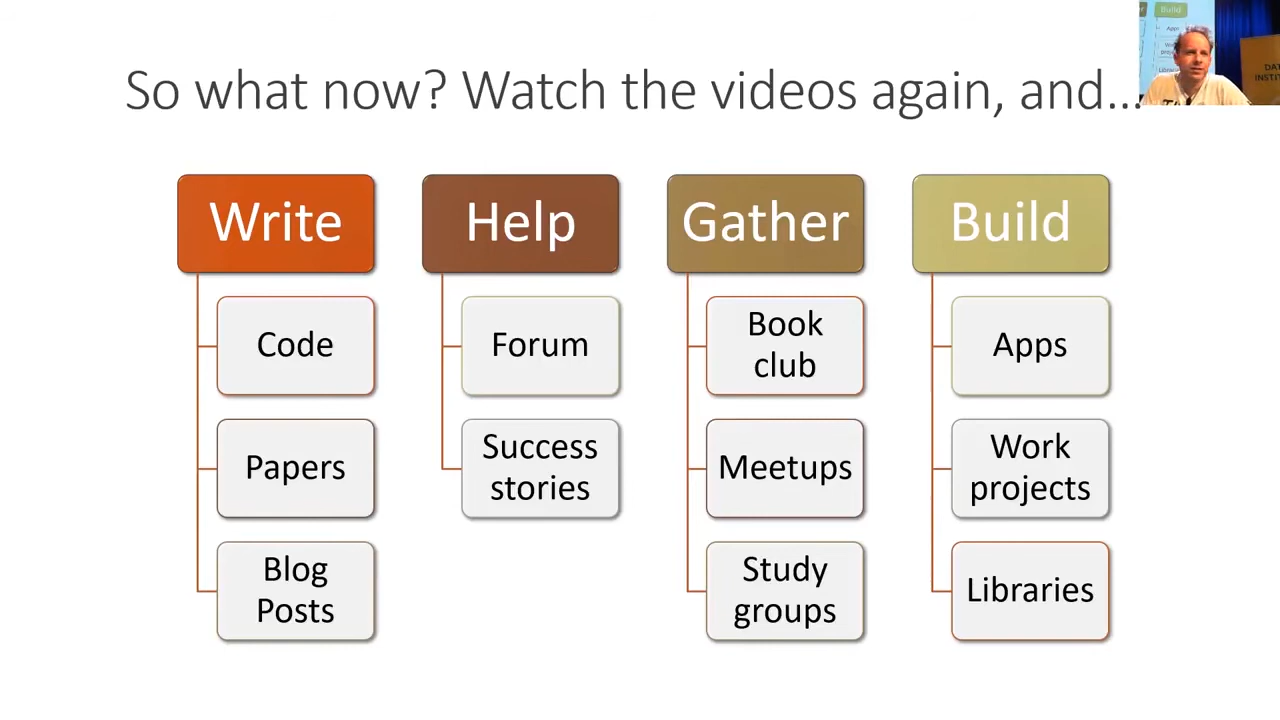 So what now? Watch the videos again, and...
Write
Code
Papers
Blog
Posts
Help
Forum
Success
stories
Gather
Book
club
Meetups
Study
groups
Build
Apps
Work
projects
Libraries
Build